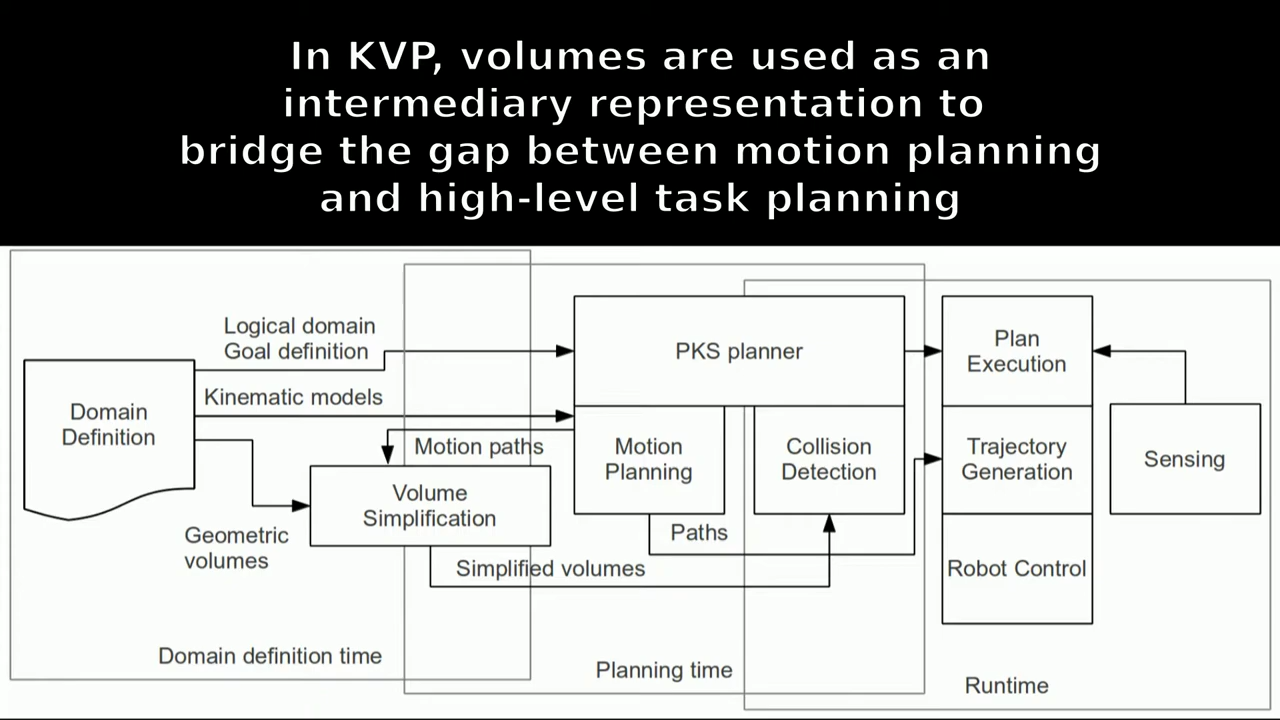 In KVP, volumes are used as an
intermediary representation to
bridge the gap between motion planning
and high-level task planning
Logical domain
Goal definition
Kinematic models
Domain
Definition
Motion paths
Volume
Simplification
Geometric
volumes
Simplified volumes
PKS planner
Motion
Planning
Collision
Detection
Paths
Plan
Execution
Trajectory
Generation
Robot Control
Sensing
Domain definition time
Planning time
Runtime